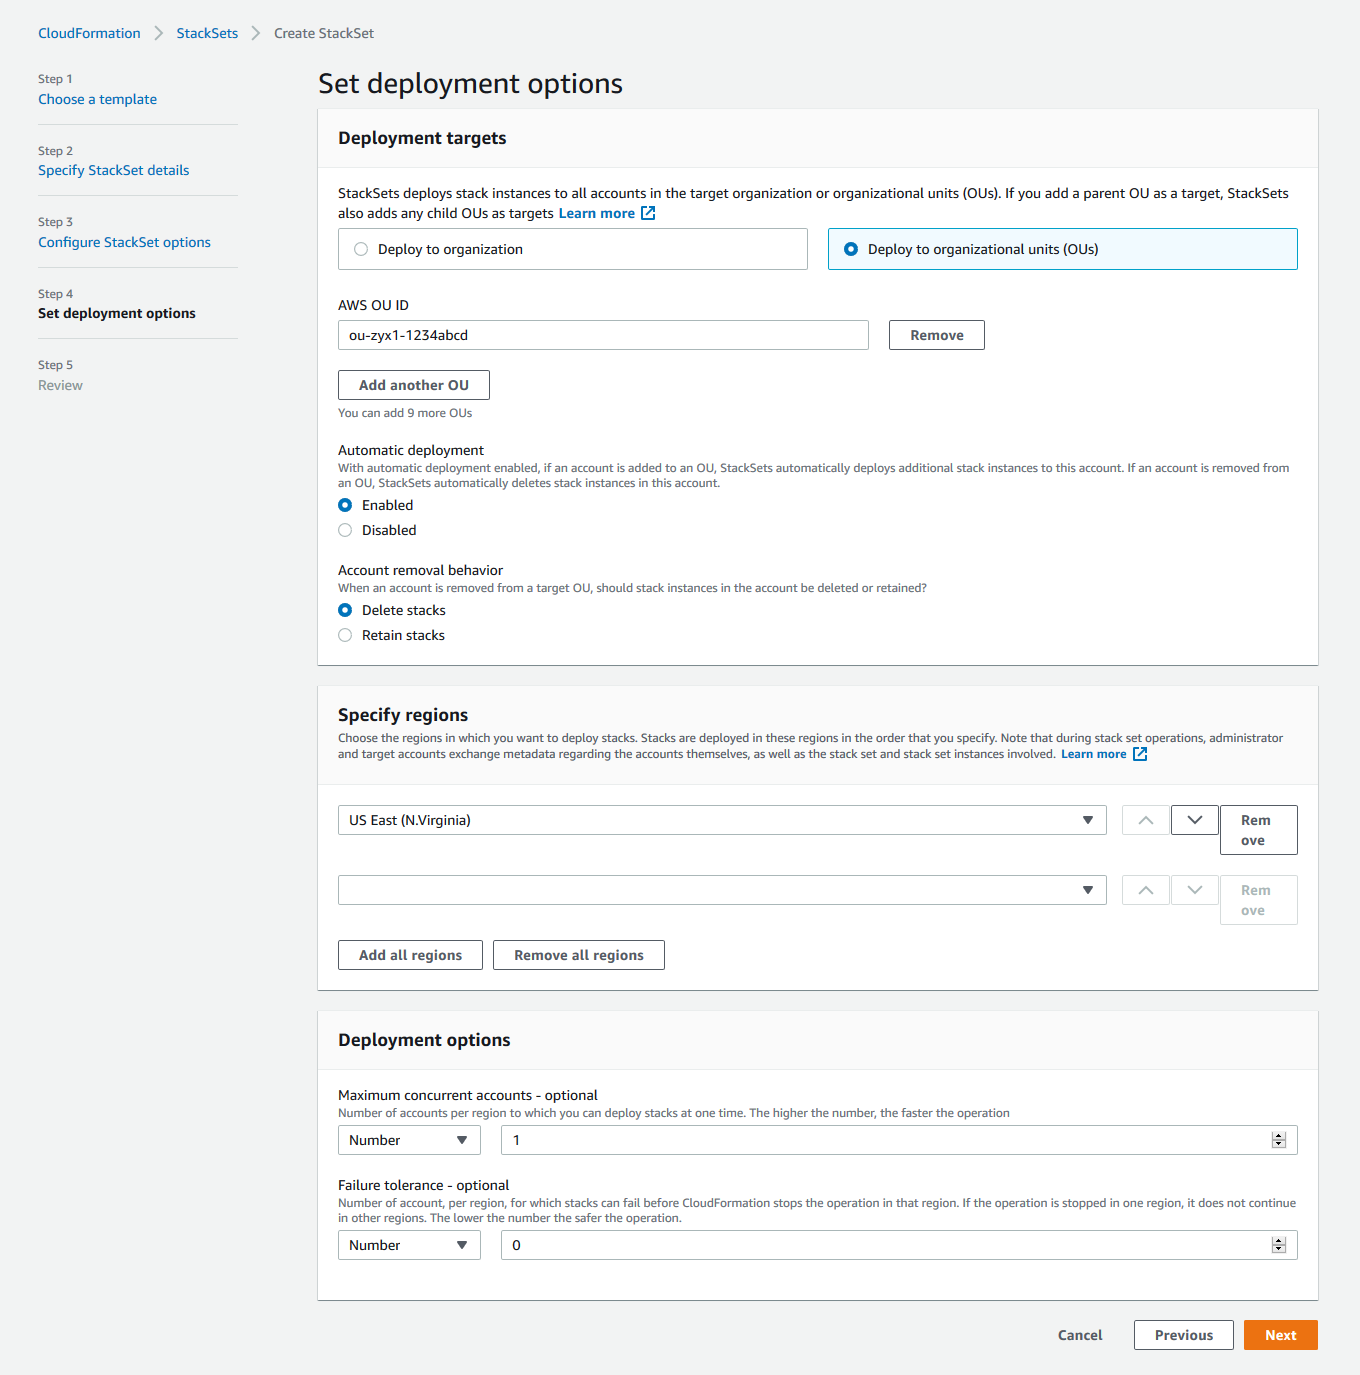 CloudFormation > StackSets > Create StackSet
Step 1
Choose a template
Step 2
Specify StackSet details
Step 3
Configure StackSet options
Step 4
Set deployment options
Step 5
Review
Set deployment options
Deployment targets
StackSets deploys stack instances to all accounts in the target organization or organizational units (OUs). If you add a parent OU as a target, StackSets
also adds any child OUs as targets Learn more
Deploy to organization
Deploy to organizational units (OUs)
AWS OU ID
ou-zyx1-1234abcd
Remove
Add another OU
You can add 9 more OUs
Automatic deployment
With automatic deployment enabled, if an account is added to an OU, StackSets automatically deploys additional stack instances to this account. If an account is removed from
an OU, StackSets automatically deletes stack instances in this account.
Enabled
Disabled
Account removal behavior
When an account is removed from a target OU, should stack instances in the account be deleted or retained?
Delete stacks
Retain stacks
Specify regions
Choose the regions in which you want to deploy stacks. Stacks are deployed in these regions in the order that you specify. Note that during stack set operations, administrator
and target accounts exchange metadata regarding the accounts themselves, as well as the stack set and stack set instances involved. Learn more
US East (N.Virginia)
Rem
ove
Rem
ove
Add all regions
Remove all regions
Deployment options
Maximum concurrent accounts - optional
Number of accounts per region to which you can deploy stacks at one time. The higher the number, the faster the operation
Number
1
Failure tolerance - optional
Number of account, per region, for which stacks can fail before CloudFormation stops the operation in that region. If the operation is stopped in one region, it does not continue
in other regions. The lower the number the safer the operation.
Number
0
Cancel
Previous
Next